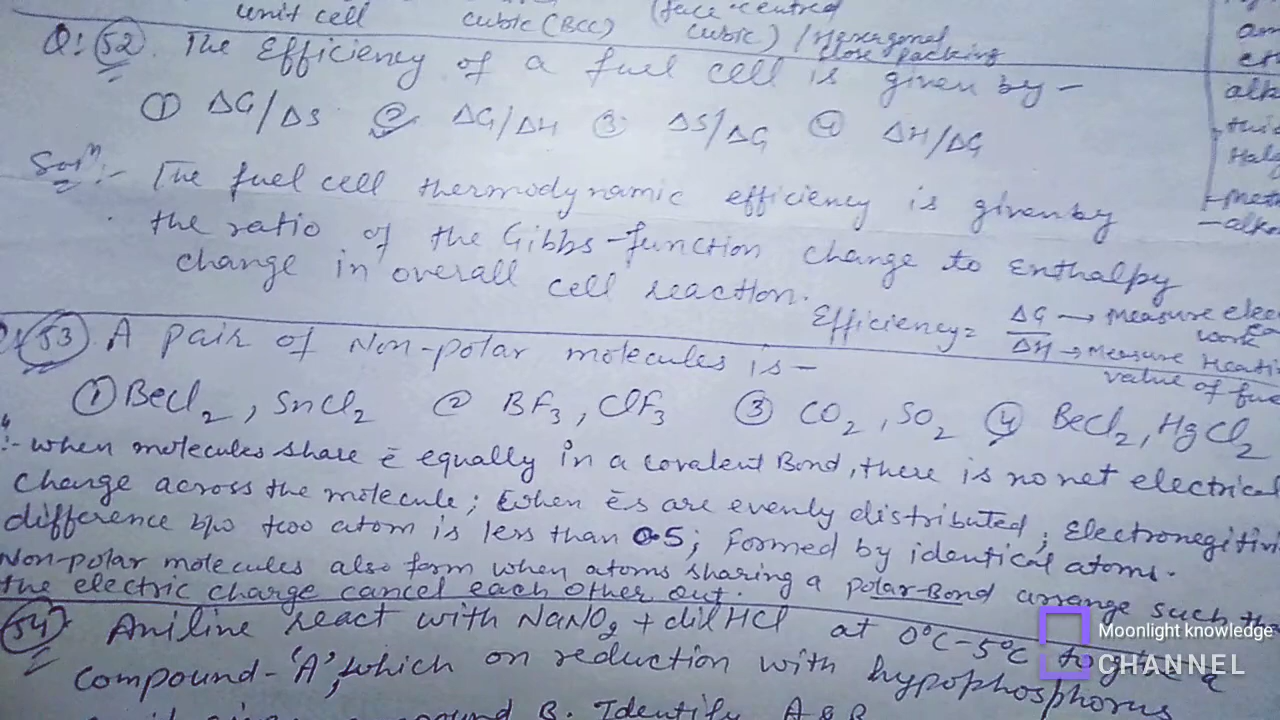 unit cell cubic (BCC) (face-centred
cubic) / Hexagonal
close packing
Q: 52 . The Efficiency of a fuel cell is given by -
① ΔG/ΔS ② ΔG/ΔH ③ ΔS/ΔG ④ ΔH/ΔG
Solⁿ :- The fuel cell thermodynamic efficiency is given by
the ratio of the Gibbs-function change to Enthalpy
change in overall cell reaction.
Efficiency = ΔG → Measure
work
ΔH → Measure
value of
53 A pair of Non-polar molecules is -
① BeCl2 , SnCl2 ② BF3 , ClF3 ③ CO2 , SO2 ④ BeCl2 , HgCl2
:- when molecules share ē equally in a covalent Bond, there is no net electrical
change across the molecule; when ēs are evenly distributed ; Electronegitivi
difference b/w two atom is less than 0.5; formed by identical atoms.
Non-polar molecules also form when atoms sharing a polar-Bond arrange such tha
the electric charge cancel each other out.
54 Aniline react with NaNO2 + dil HCl at 0°C-5°C to give a
compound-'A', which on reduction with hypophosphorus
B. Identify A & B
alk
Moonlight knowledge
CHANNEL